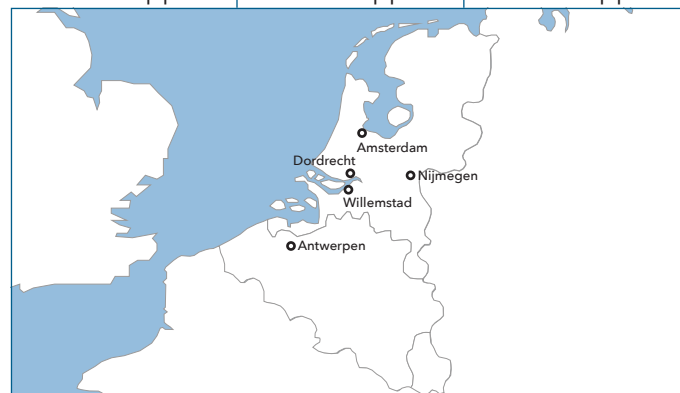 Amsterdam
Dordrecht
Nijmegen
Willemstad
Antwerpen